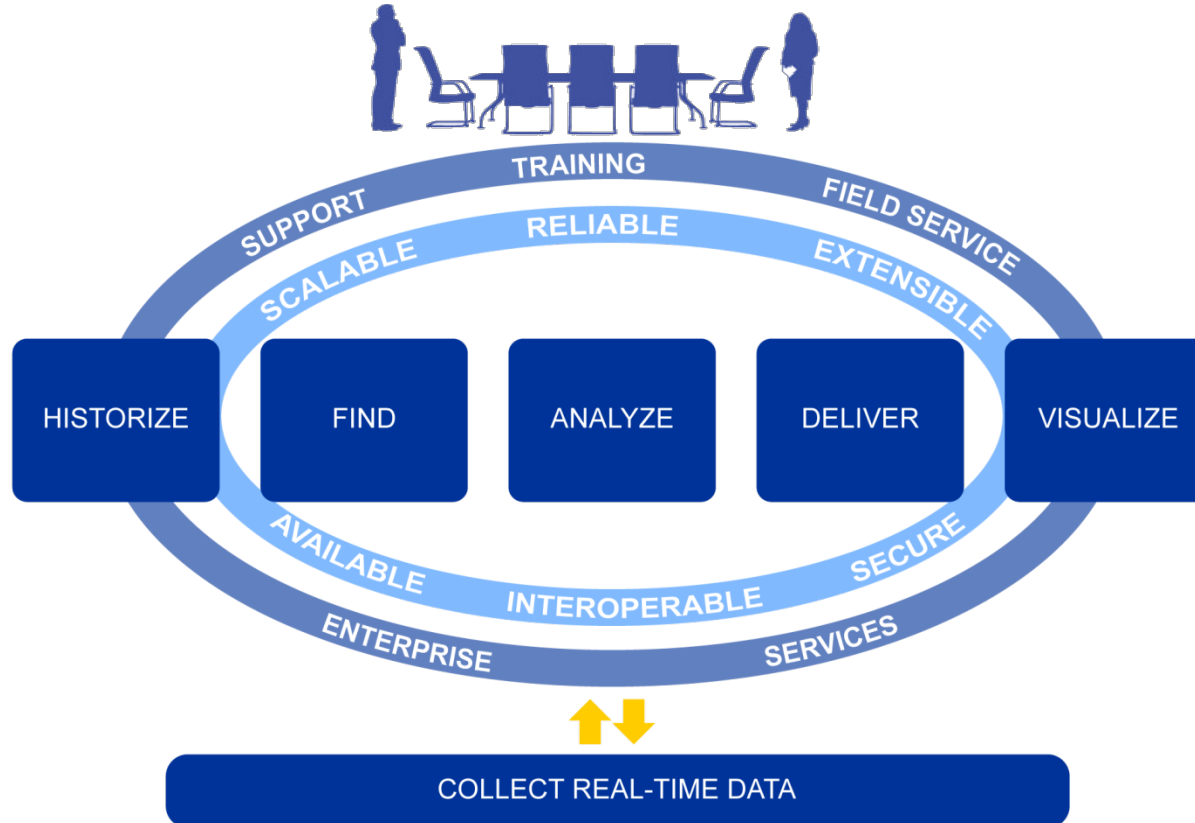 TRAINING
SUPPORT
FIELD SERVICE
RELIABLE
SCALABLE
EXTENSIBLE
HISTORIZE
FIND
ANALYZE
DELIVER
VISUALIZE
AVAILABLE
INTEROPERABLE
SECURE
ENTERPRISE
SERVICES
COLLECT REAL-TIME DATA